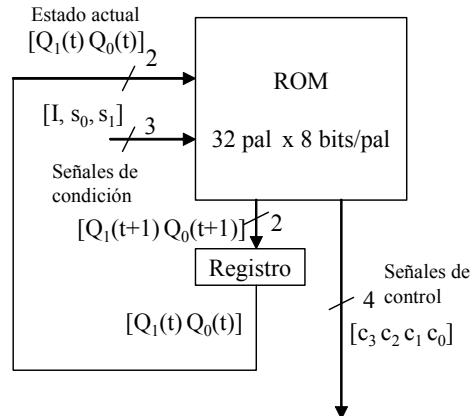 Estado actual
[Q₁(t) Q₀(t)]
2
ROM
[I, s₀, s₁]
3
32 pal x 8 bits/pal
Señales de
condición
2
[Q₁(t+1) Q₀(t+1)]
Registro
Señales de
control
4
[Q₁(t) Q₀(t)]
[c₃ c₂ c₁ c₀]